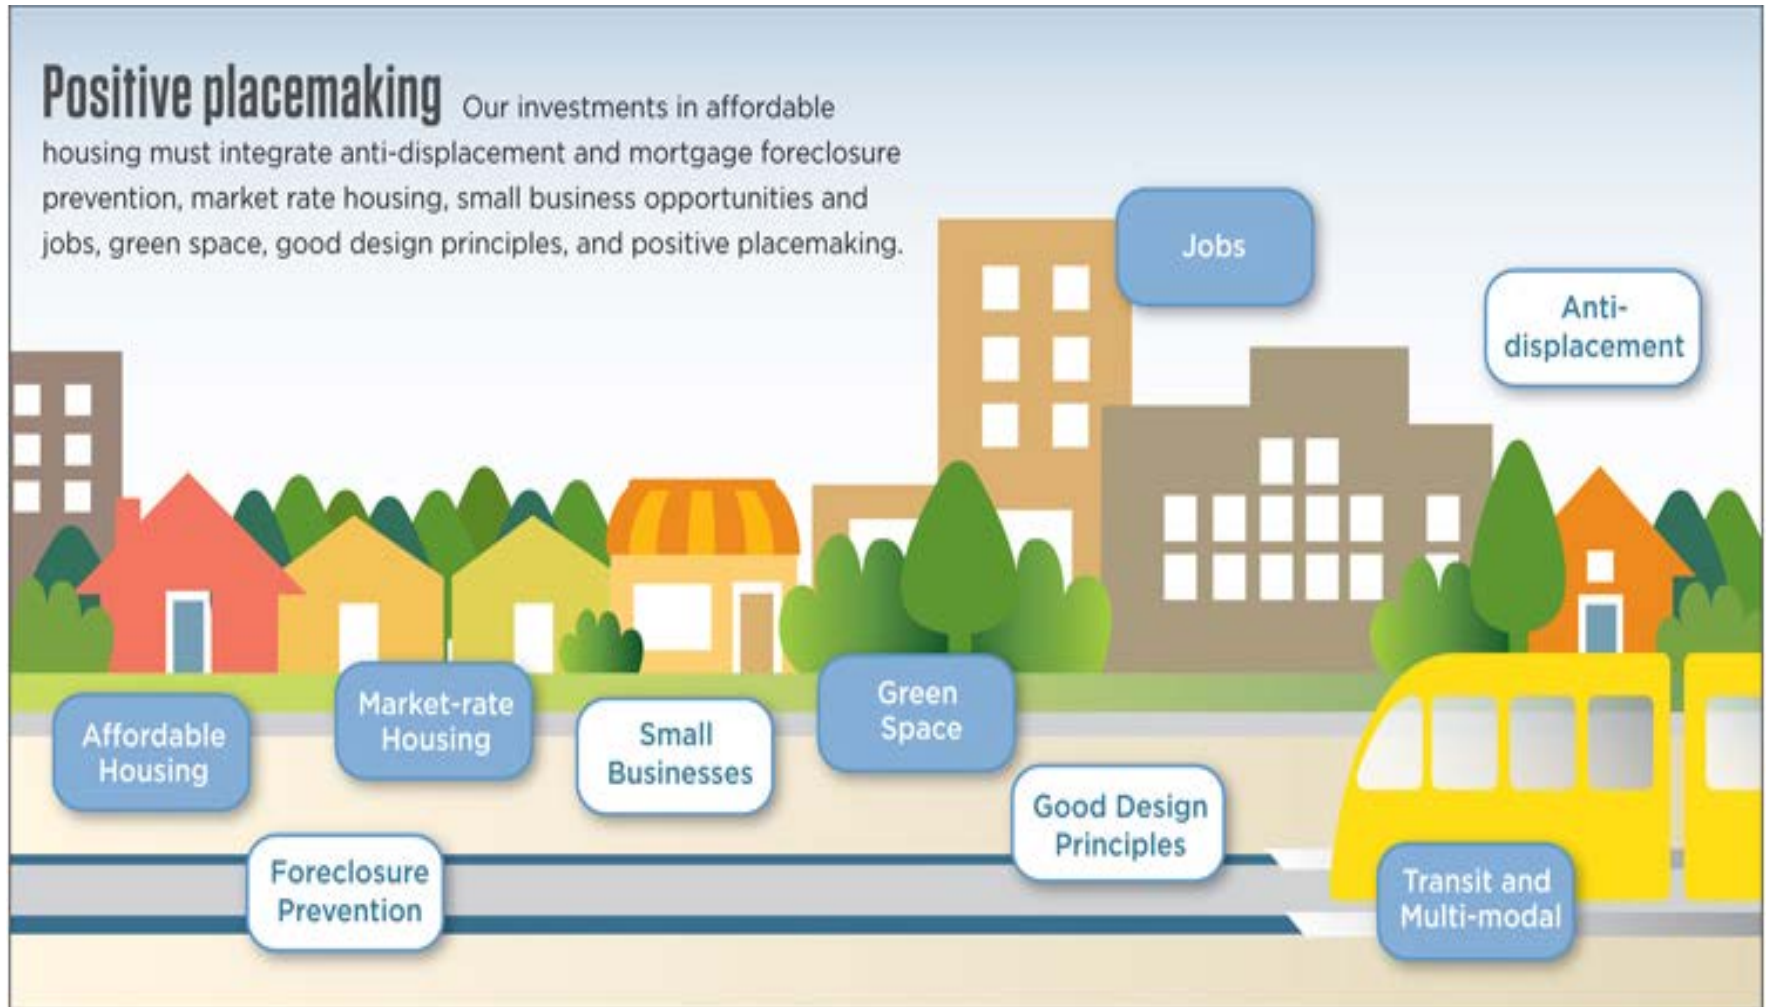 Positive placemaking Our investments in affordable
housing must integrate anti-displacement and mortgage foreclosure
prevention, market rate housing, small business opportunities and
jobs, green space, good design principles, and positive placemaking.
Jobs
Anti-
displacement
Affordable
Housing
Market-rate
Housing
Small
Businesses
Green
Space
Good Design
Principles
Foreclosure
Prevention
Transit and
Multi-modal